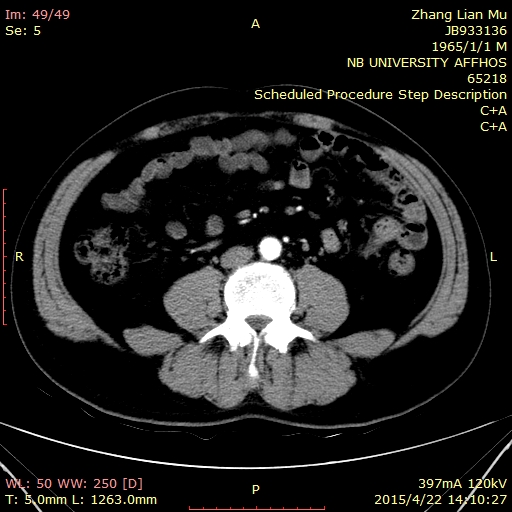 Im: 49/49
Se: 5
A
Zhang Lian Mu
JB933136
1965/1/1 M
NB UNIVERSITY AFFHOS
65218
Scheduled Procedure Step Description
C+A
C+A
R
L
WL: 50 WW: 250 [D]
T: 5.0mm L: 1263.0mm
P
397mA 120kV
2015/4/22 14:10:27